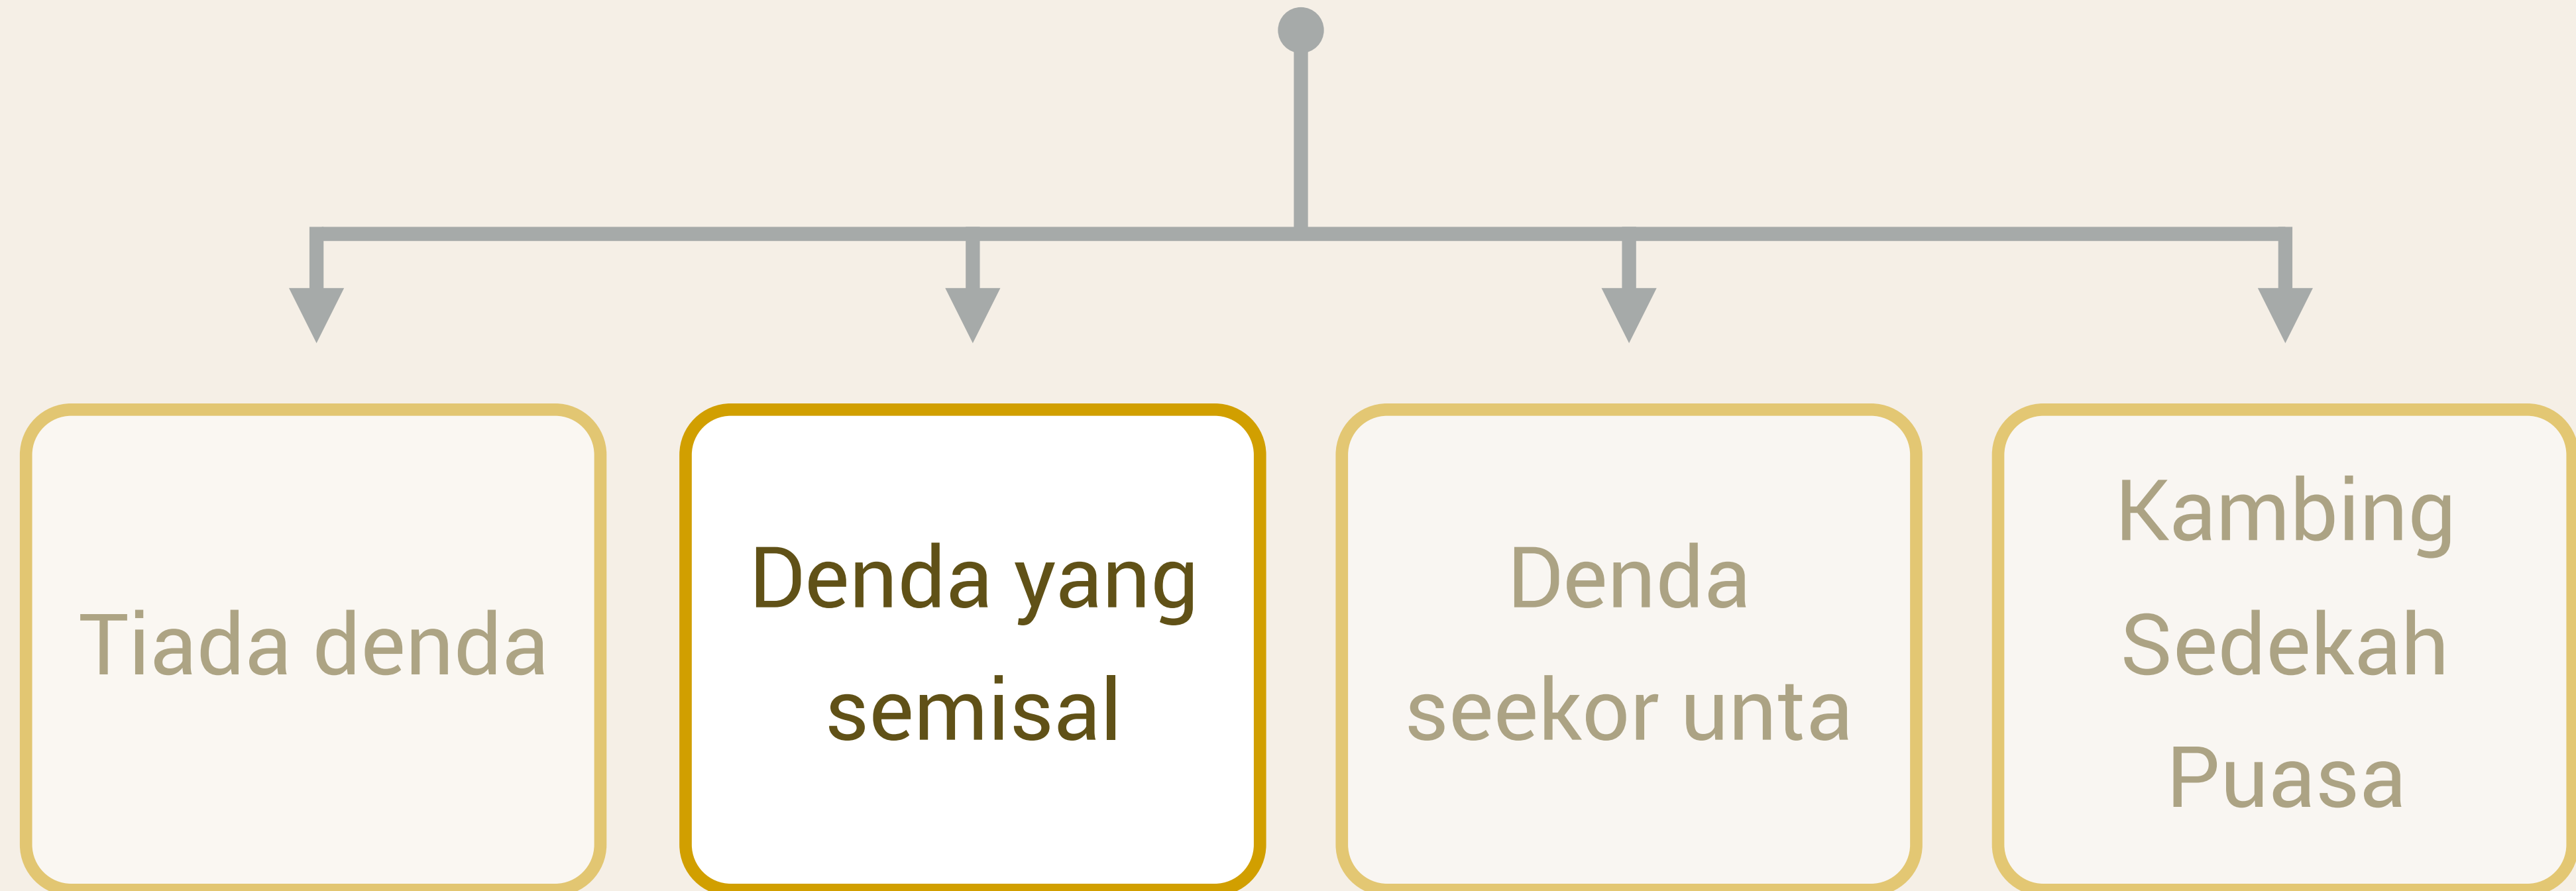 Tiada denda
Denda yang
semisal
Denda
seekor unta
Kambing
Sedekah
Puasa